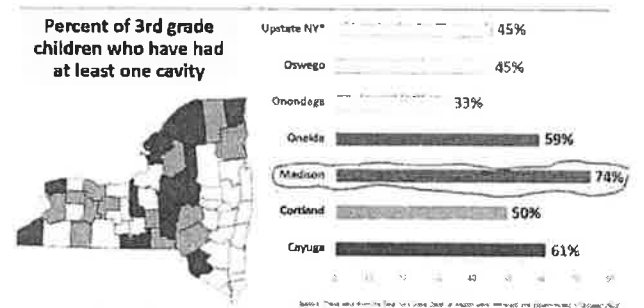 Percent of 3rd grade
children who have had
at least one cavity
Upstate NY* 45%
Oswego 45%
Onondaga 33%
Oneida 59%
Madison 74%
Cortland 50%
Cayuga 61%